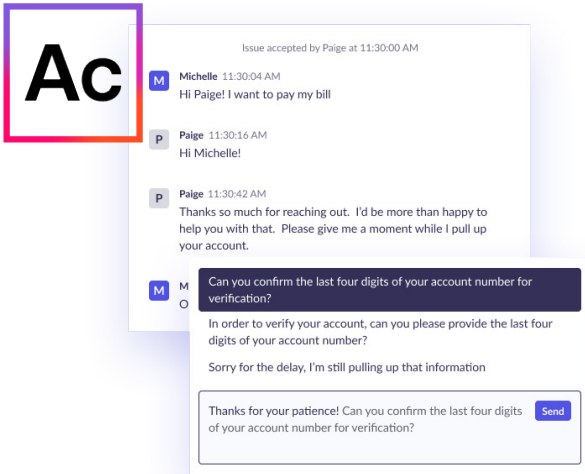 Ac
Issue accepted by Paige at 11:30:00 AM
M
Michelle 11:30:04 AM
Hi Paige! I want to pay my bill
P
Paige 11:30:16 AM
Hi Michelle!
P
Paige 11:30:42 AM
Thanks so much for reaching out. I'd be more than happy to
help you with that. Please give me a moment while I pull up
your account.
M
M
O
Can you confirm the last four digits of your account number for
verification?
In order to verify your account, can you please provide the last four
digits of your account number?
Sorry for the delay, I'm still pulling up that information
Thanks for your patience! Can you confirm the last four digits
of your account number for verification?
Send